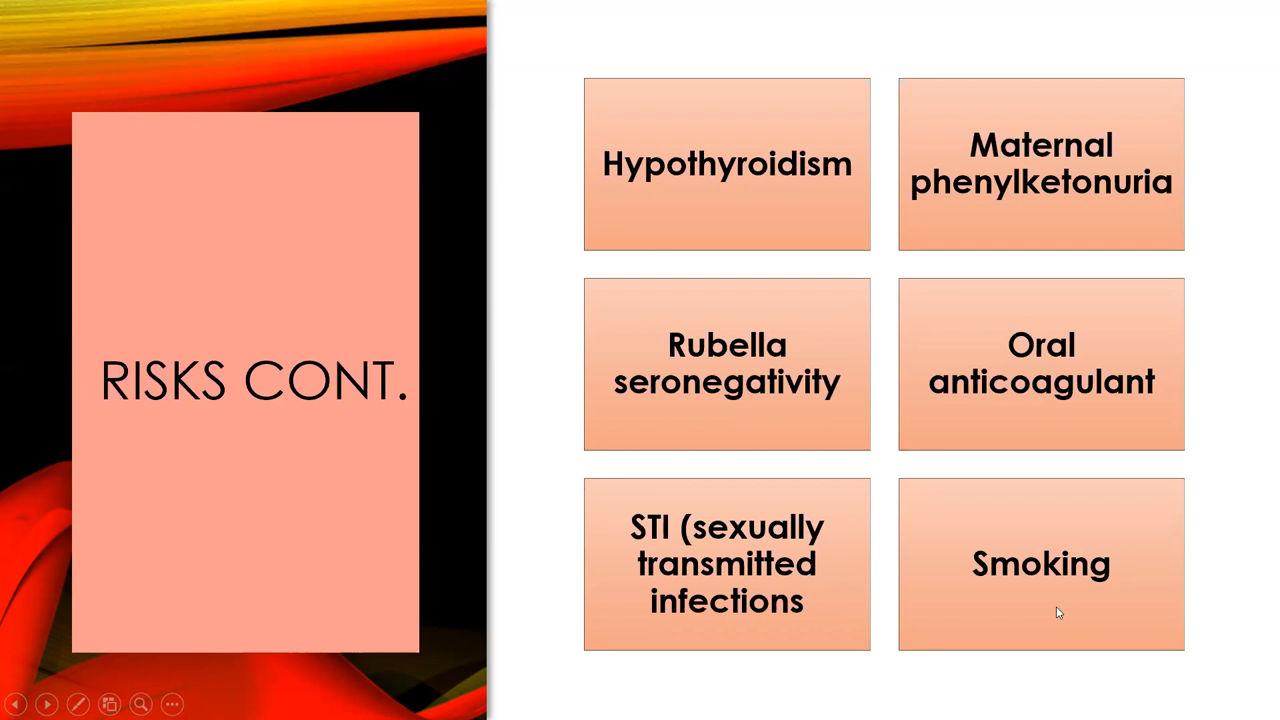 RISKS CONT.
Hypothyroidism
Maternal
phenylketonuria
Rubella
seronegativity
Oral
anticoagulant
STI (sexually
transmitted
infections
Smoking